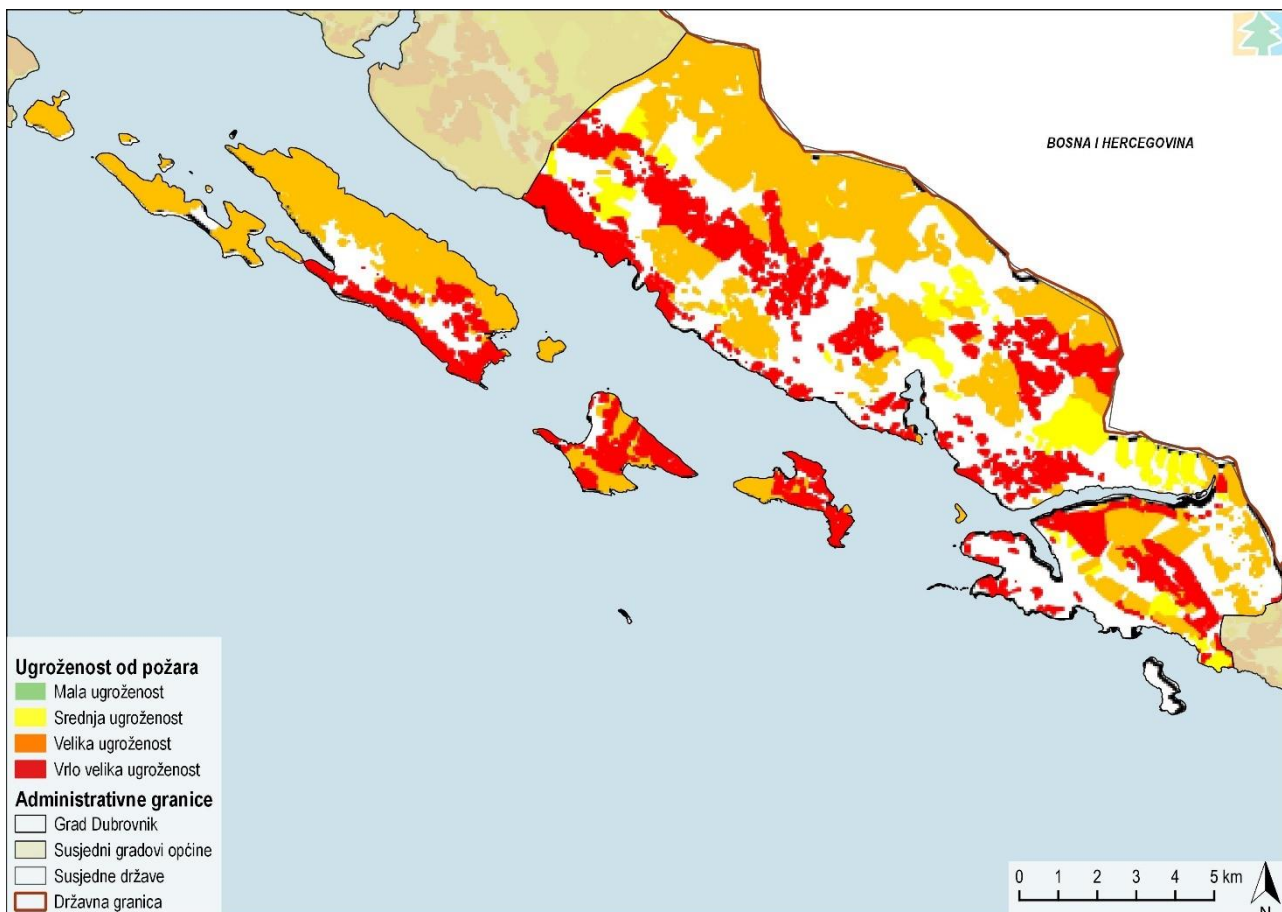 BOSNA I HERCEGOVINA
Ugroženost od požara
Mala ugroženost
Srednja ugroženost
Velika ugroženost
Vrlo velika ugroženost
Administrativne granice
Grad Dubrovnik
Susjedni gradovi općine
Susjedne države
Državna granica
0 1 2 3 4 5 km
N